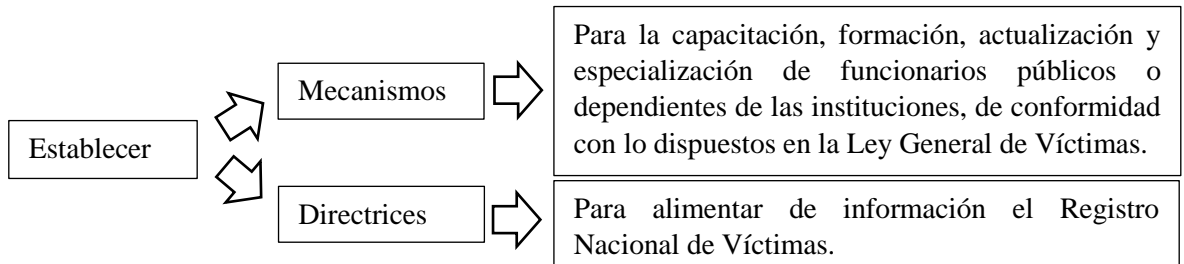 Establecer
Mecanismos
Para la capacitación, formación, actualización y
especialización de funcionarios públicos o
dependientes de las instituciones, de conformidad
con lo dispuestos en la Ley General de Víctimas.
Directrices
Para alimentar de información el Registro
Nacional de Víctimas.